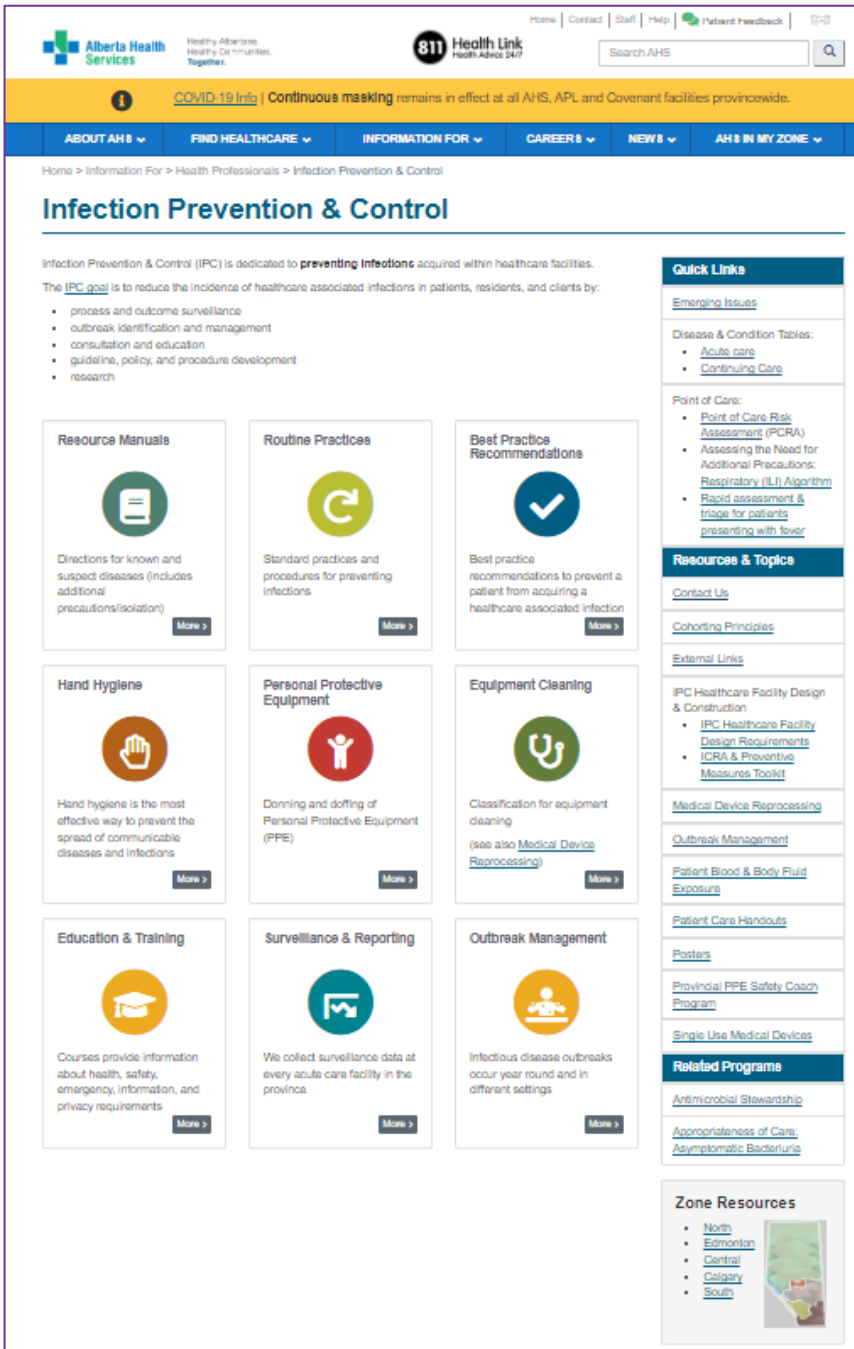 Home | Contact | Staff | Help | Patient Feedback |
Alberta Health
Services
Healthy Albertans.
Healthy Communities.
Together.
811 Health Link
Health Advice 24/7
Search AHS
COVID-19 Info | Continuous masking remains in effect at all AHS, APL and Covenant facilities provincewide.
ABOUT AHS FIND HEALTHCARE INFORMATION FOR CAREERS NEWS AHS IN MY ZONE
Home > Information For > Health Professionals > Infection Prevention & Control
Infection Prevention & Control
Infection Prevention & Control (IPC) is dedicated to preventing infections acquired within healthcare facilities.
The IPC goal is to reduce the incidence of healthcare associated infections in patients, residents, and clients by:
process and outcome surveillance
outbreak identification and management
consultation and education
guideline, policy, and procedure development
research
Resource Manuals
Directions for known and
suspect diseases (includes
additional
precautions/isolation)
More >
Routine Practices
Standard practices and
procedures for preventing
infections
More >
Best Practice
Recommendations
Best practice
recommendations to prevent a
patient from acquiring a
healthcare associated infection
More >
Hand Hygiene
Hand hygiene is the most
effective way to prevent the
spread of communicable
diseases and infections
More >
Personal Protective
Equipment
Donning and doffing of
Personal Protective Equipment
(PPE)
More >
Equipment Cleaning
Classification for equipment
cleaning
(see also Medical Device
Reprocessing)
More >
Education & Training
Courses provide information
about health, safety,
emergency, information, and
privacy requirements
More >
Surveillance & Reporting
We collect surveillance data at
every acute care facility in the
province
More >
Outbreak Management
Infectious disease outbreaks
occur year round and in
different settings
More >
Quick Links
Emerging Issues
Disease & Condition Tables:
Acute care
Continuing Care
Point of Care:
Point of Care Risk
Assessment (PCRA)
Assessing the Need for
Additional Precautions:
Respiratory (ILI) Algorithm
Rapid assessment &
triage for patients
presenting with fever
Resources & Topics
Contact Us
Cohorting Principles
External Links
IPC Healthcare Facility Design
& Construction
IPC Healthcare Facility
Design Requirements
ICRA & Preventive
Measures Toolkit
Medical Device Reprocessing
Outbreak Management
Patient Blood & Body Fluid
Exposure
Patient Care Handouts
Posters
Provincial PPE Safety Coach
Program
Single Use Medical Devices
Related Programs
Antimicrobial Stewardship
Appropriateness of Care:
Asymptomatic Bacteriuria
Zone Resources
North
Edmonton
Central
Calgary
South